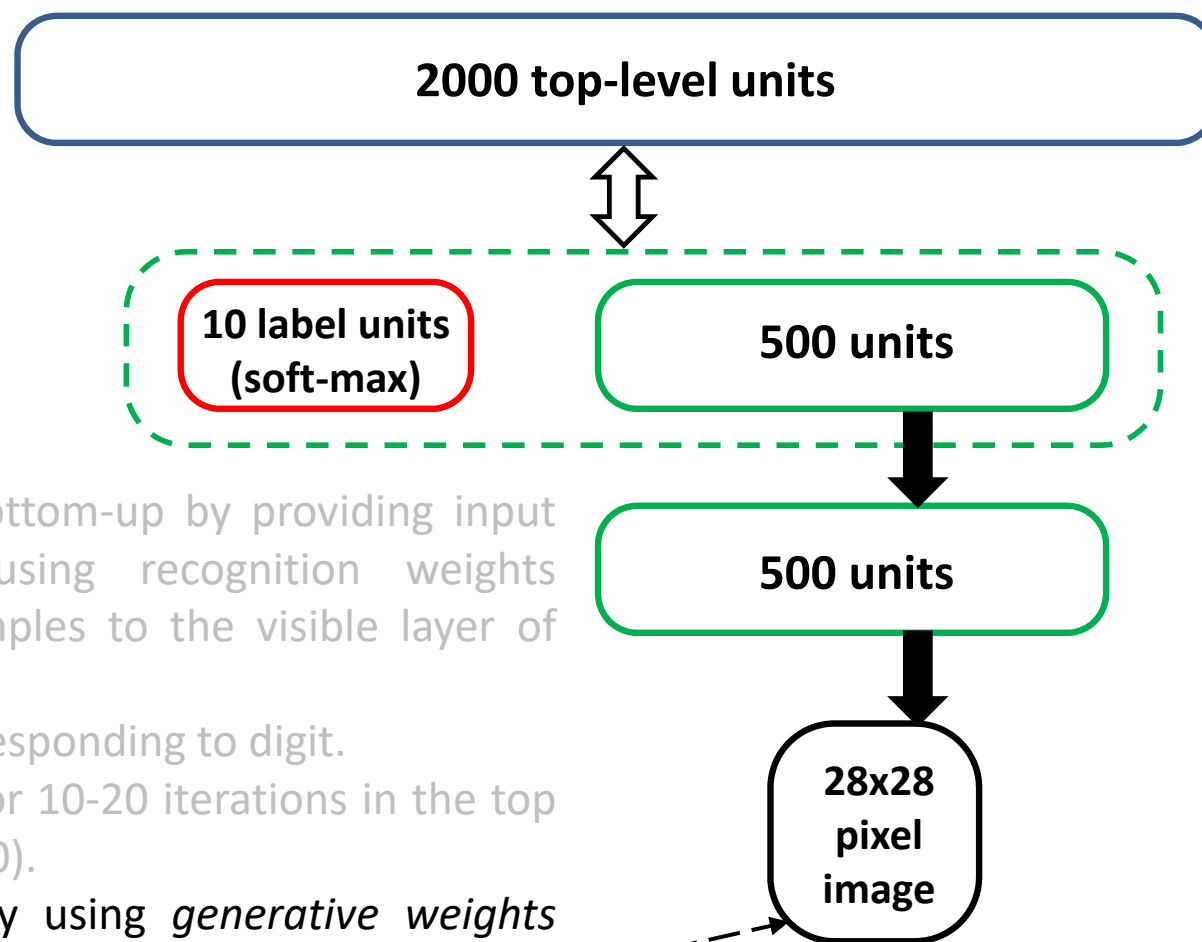 2000 top-level units
10 label units
(soft-max)
500 units
ottom-up by providing input
using recognition weights
nples to the visible layer of
500 units
esponding to digit.
or 10-20 iterations in the top
0).
y using generative weights
28x28
pixel
image